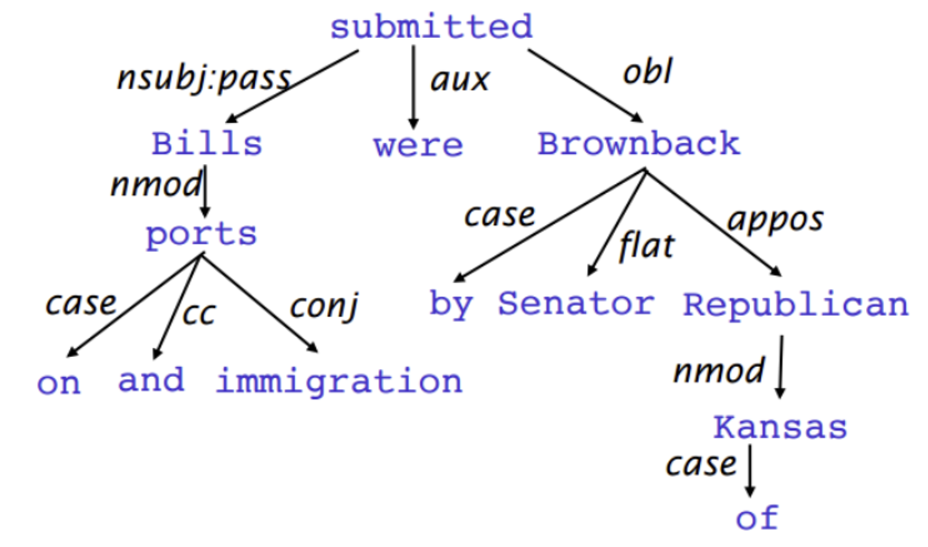 submitted
nsubj:pass aux obl
Bills were Brownback
nmod
ports
case flat appos
by Senator Republican
case cc conj
on and immigration
nmod
Kansas
case
of